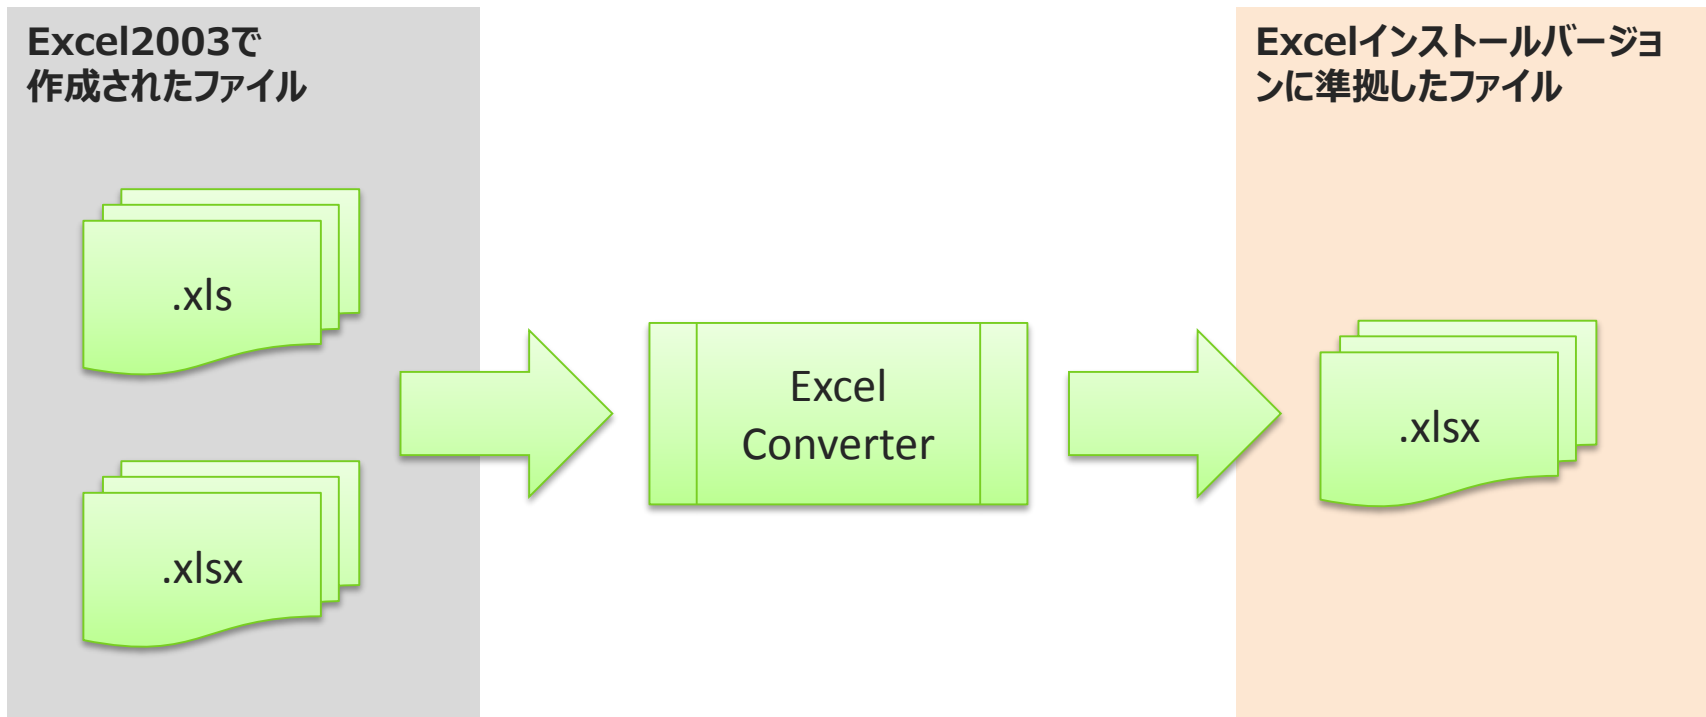 Excel2003で
作成されたファイル
.xls
.xlsx
Excel
Converter
Excelインストールバージョ
ンに準拠したファイル
.xlsx